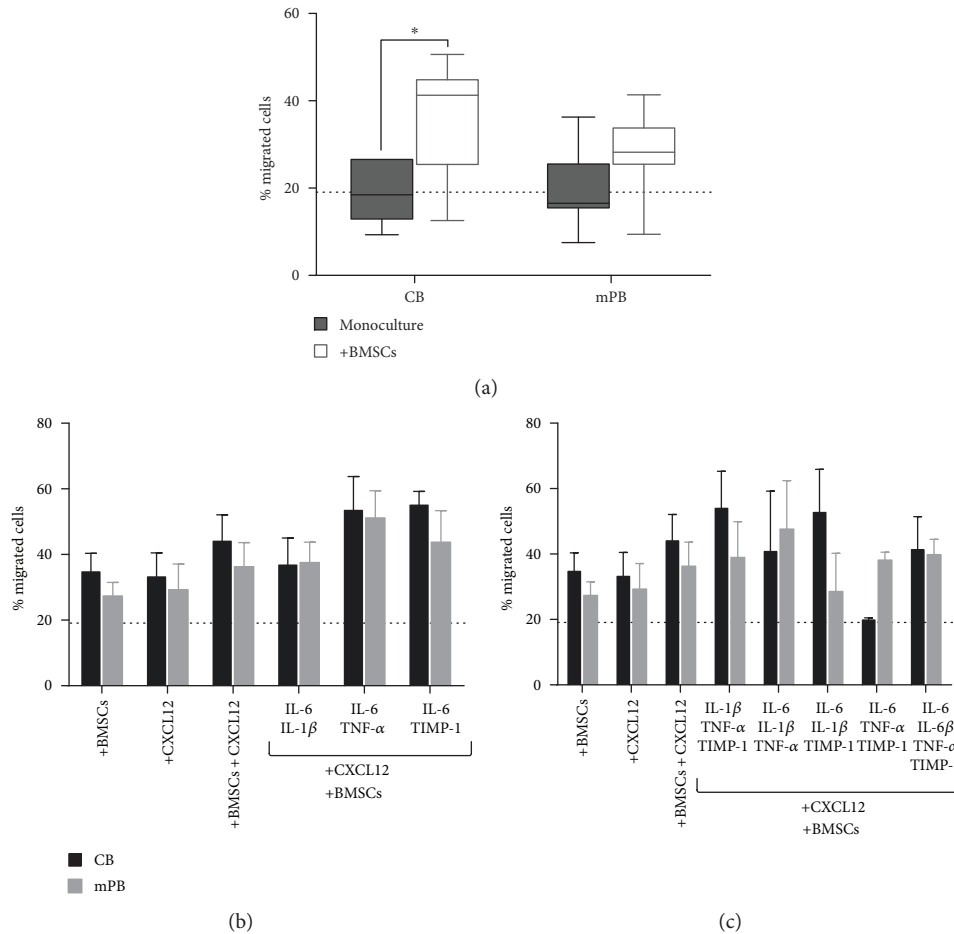 60
*
40
% migrated cells
20
0
CB
mPB
Monoculture
+BMSCs
(a)
80
60
% migrated cells
40
20
0
+BMSCs
+CXCL12
+BMSCs + CXCL12
IL-6
IL-1β
IL-6
TNF-α
IL-6
TIMP-1
+CXCL12
+BMSCs
CB
mPB
(b)
80
60
% migrated cells
40
20
0
+BMSCs
+CXCL12
+BMSCs + CXCL12
IL-1β
TNF-α
TIMP-1
IL-6
IL-1β
TNF-α
IL-6
IL-1β
TIMP-1
IL-6
TNF-α
TIMP-1
IL-6
IL-6β
TNF-α
TIMP-
+CXCL12
+BMSCs
(c)